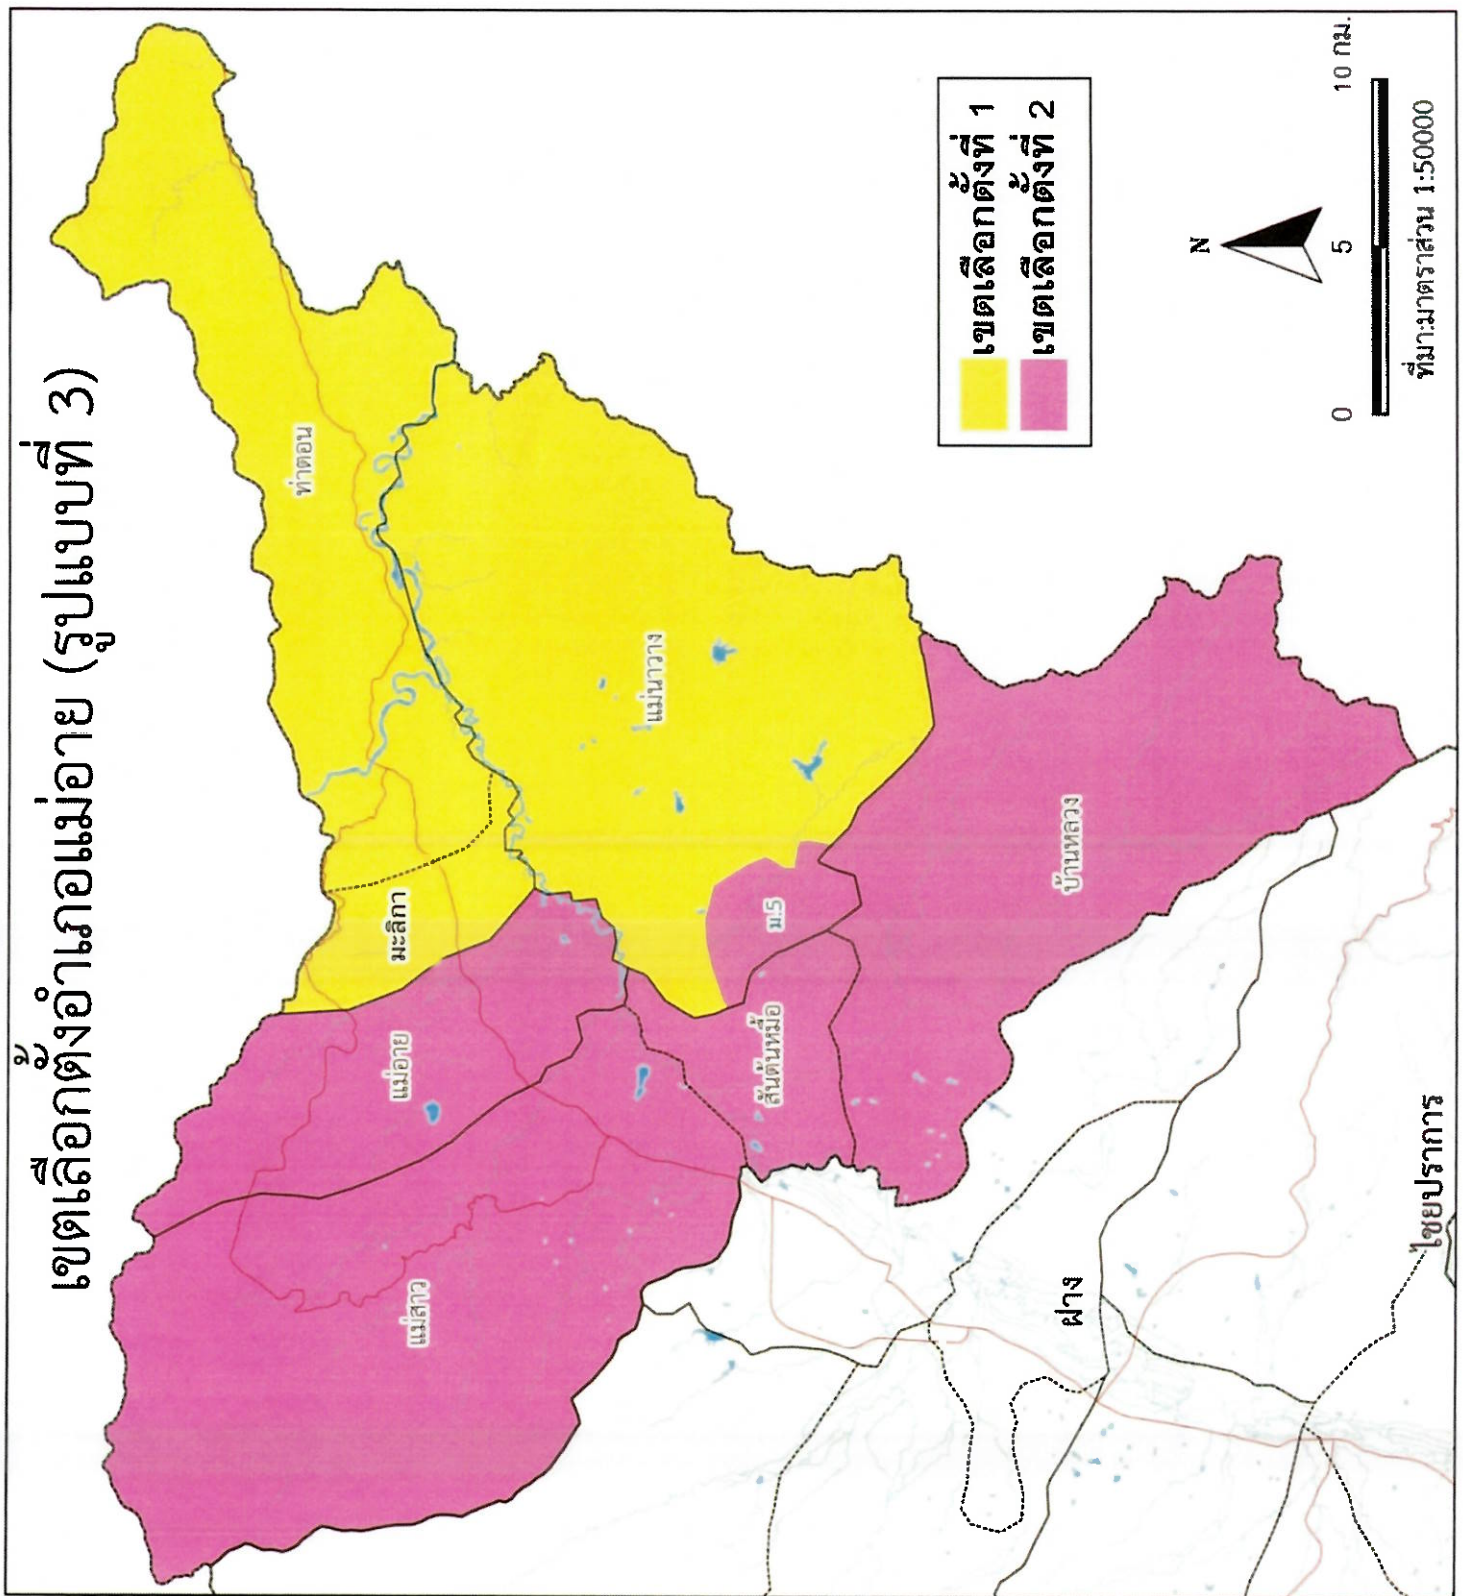 เขตเลือกตั้งอำเภอแม่อาย (รูปแบบที่ 3)
ท่าตอน
มะลิกา
แม่นาวาง
แม่อาย
ม.5
สันต้นหมื้อ
แม่สาว
บ้านหลวง
ฝาง
ไชยปราการ
เขตเลือกตั้งที่ 1
เขตเลือกตั้งที่ 2
N
0 5 10 กม.
ที่มา:มาตราส่วน 1:50000